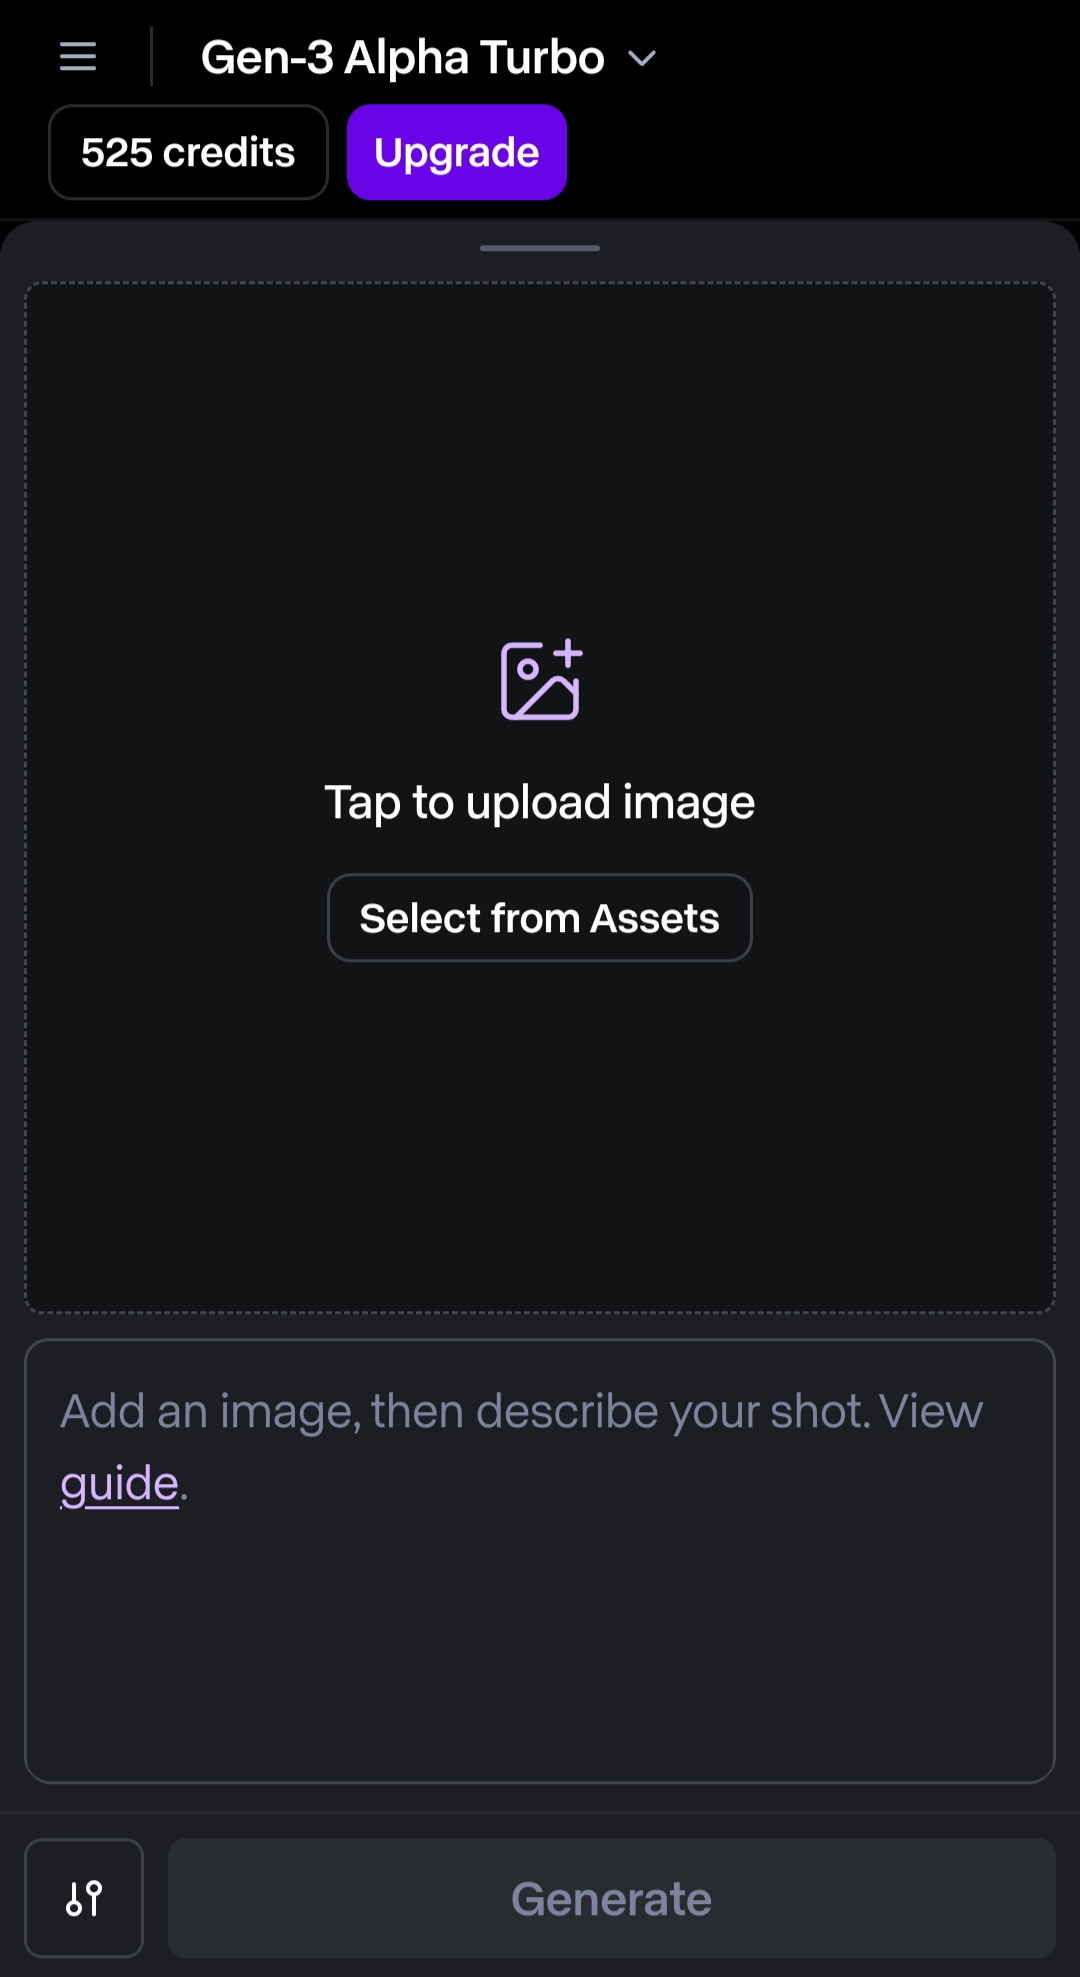 Gen-3 Alpha Turbo
525 credits
Upgrade
Tap to upload image
Select from Assets
Add an image, then describe your shot. View
guide.
Generate